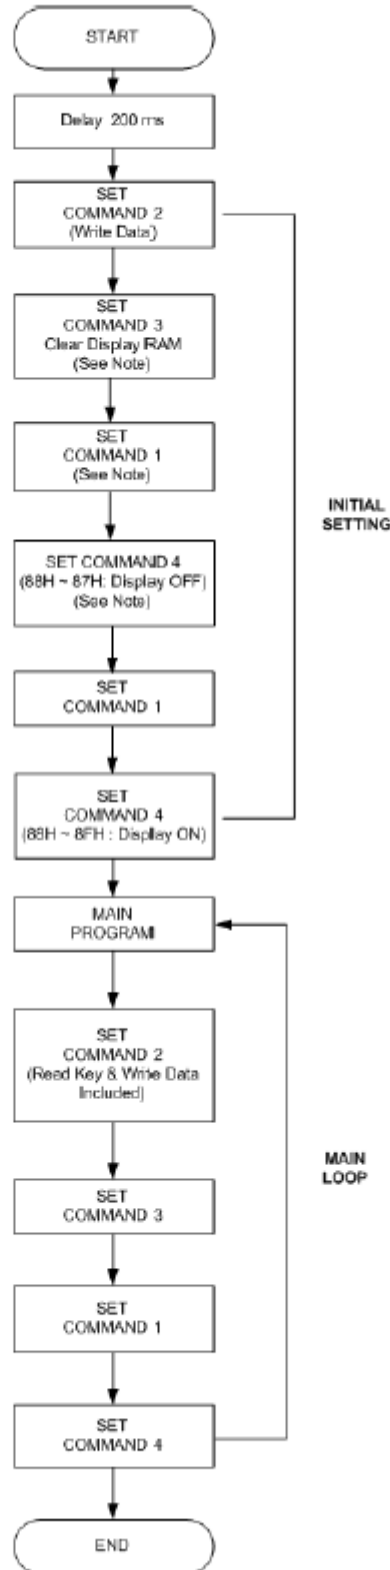 START
Delay 200 ms
SET
COMMAND 2
(Write Data)
SET
COMMAND 3
Clear Display RAM
(See Note)
SET
COMMAND 1
(See Note)
SET COMMAND 4
(88H ~ 87H: Display OFF)
(See Note)
SET
COMMAND 1
SET
COMMAND 4
(88H ~ 8FH : Display ON)
INITIAL
SETTING
MAIN
PROGRAM
SET
COMMAND 2
(Read Key & Write Data
Included)
SET
COMMAND 3
SET
COMMAND 1
SET
COMMAND 4
MAIN
LOOP
END